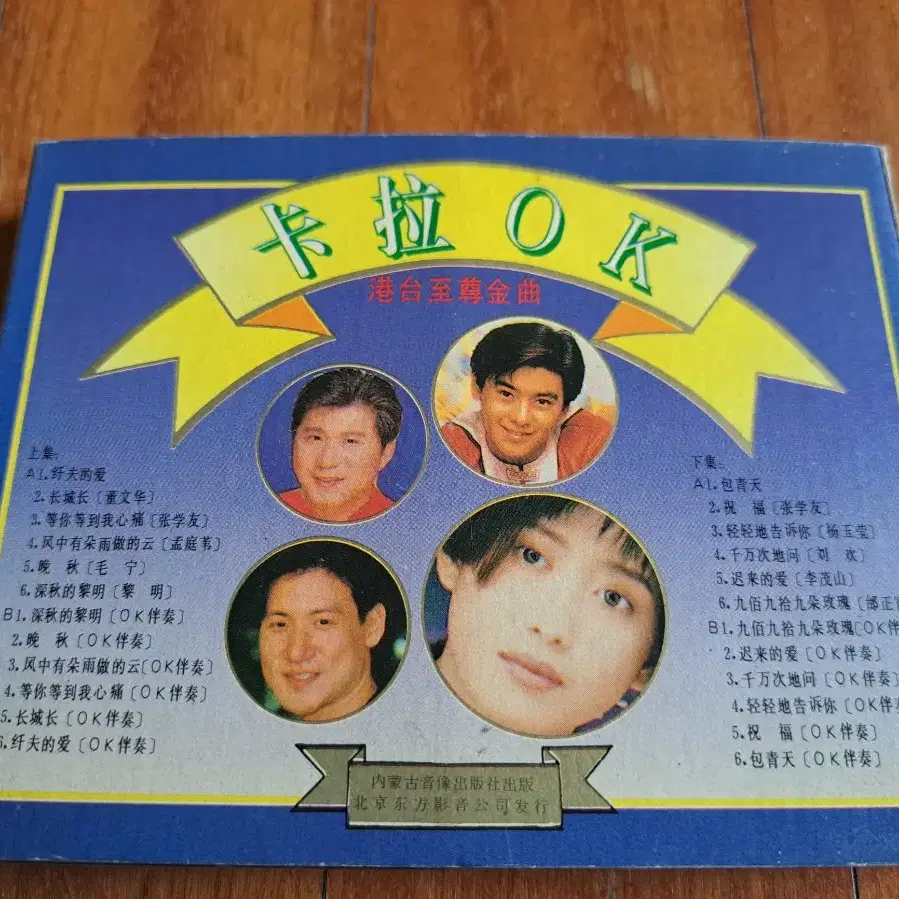 卡拉OK
港台至尊金曲
上集:
A1.纤夫的爱
2.长城长〔董文华〕
3.等你等到我心痛〔张学友〕
4.风中有朵雨做的云〔孟庭苇〕
5.晚 秋〔毛 宁〕
6.深秋的黎明〔黎 明〕
B1.深秋的黎明〔OK伴奏〕
2.晚 秋〔OK伴奏〕
3.风中有朵雨做的云〔OK伴奏〕
4.等你等到我心痛〔OK伴奏〕
5.长城长〔OK伴奏〕
6.纤夫的爱〔OK伴奏〕
下集:
A1.包青天
2.祝 福〔张学友〕
3.轻轻地告诉你〔杨玉莹〕
4.千万次地问〔刘 欢〕
5.迟来的爱〔李茂山〕
6.九佰九拾九朵玫瑰〔邰正
B1.九佰九拾九朵玫瑰〔OK伴
2.迟来的爱〔OK伴奏〕
3.千万次地问〔OK伴奏〕
4.轻轻地告诉你〔OK伴奏
5.祝 福〔OK伴奏〕
6.包青天〔OK伴奏〕
内蒙古音像出版社出版
北京东方影音公司发行